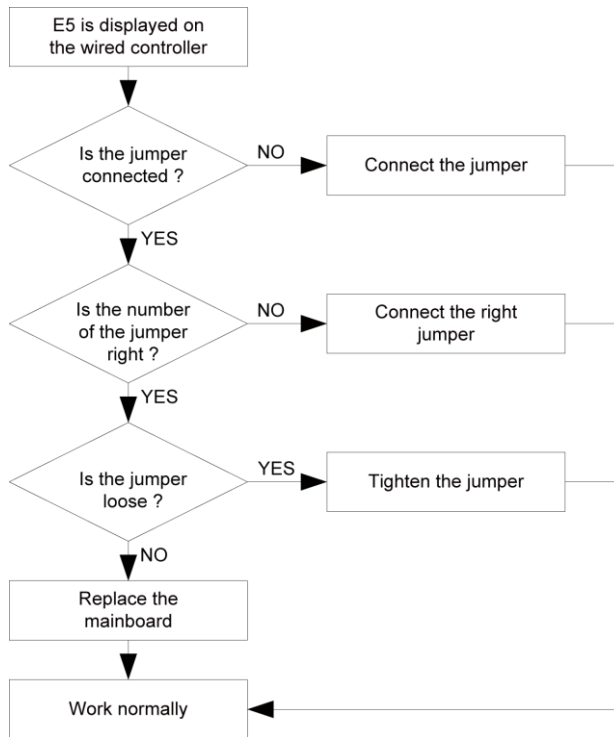 E5 is displayed on
the wired controller
Is the jumper
connected ?
NO
Connect the jumper
YES
Is the number
of the jumper
right ?
NO
Connect the right
jumper
YES
Is the jumper
loose ?
YES
Tighten the jumper
NO
Replace the
mainboard
Work normally